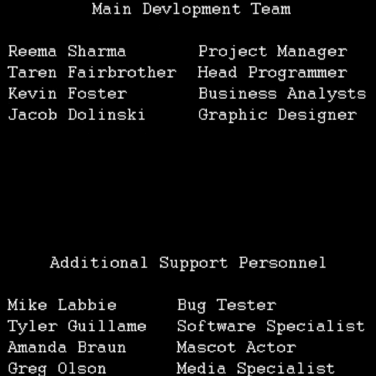 Main Devlopment Team
Reema Sharma Project Manager
Taren Fairbrother Head Programmer
Kevin Foster Business Analysts
Jacob Dolinski Graphic Designer
Additional Support Personnel
Mike Labbie Bug Tester
Tyler Guillame Software Specialist
Amanda Braun Mascot Actor
Greg Olson Media Specialist